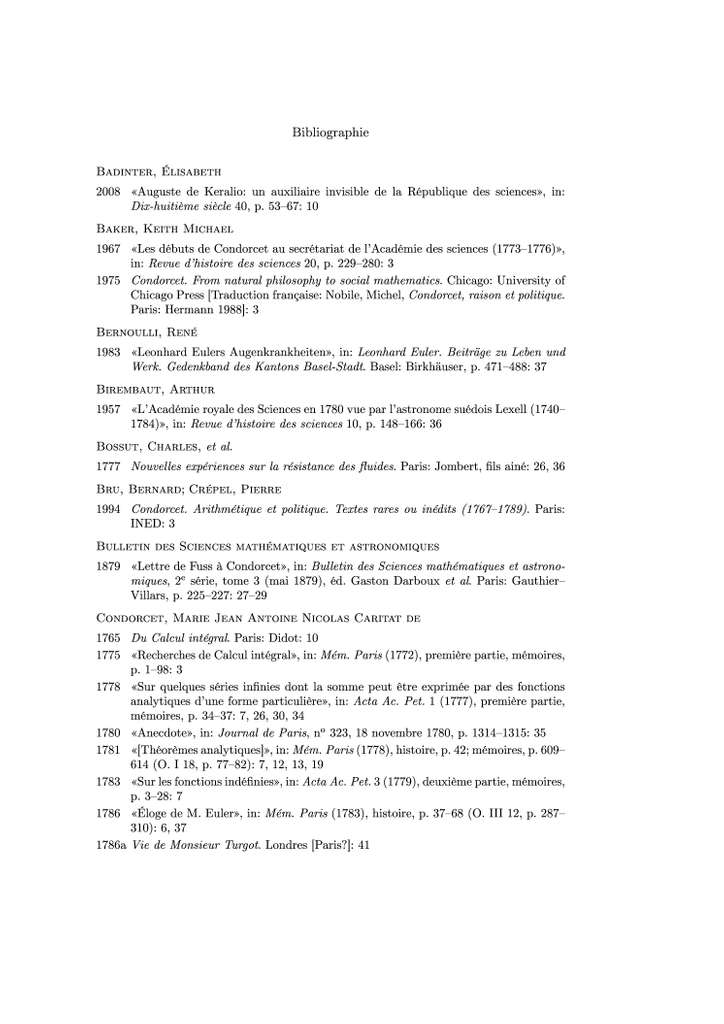 Bibliographie
Badinter, Élisabeth
2008 «Auguste de Keralio: un auxiliaire invisible de la République des sciences», in:
Dix-huitième siècle 40, p. 53–67: 10
Baker, Keith Michael
1967 «Les débuts de Condorcet au secrétariat de l'Académie des sciences (1773–1776)»,
in: Revue d'histoire des sciences 20, p. 229–280: 3
1975 Condorcet. From natural philosophy to social mathematics. Chicago: University of
Chicago Press [Traduction française: Nobile, Michel, Condorcet, raison et politique.
Paris: Hermann 1988]: 3
Bernoulli, René
1983 «Leonhard Eulers Augenkrankheiten», in: Leonhard Euler. Beiträge zu Leben und
Werk. Gedenkband des Kantons Basel-Stadt. Basel: Birkhäuser, p. 471–488: 37
Birembaut, Arthur
1957 «L'Académie royale des Sciences en 1780 vue par l'astronome suédois Lexell (1740–
1784)», in: Revue d'histoire des sciences 10, p. 148–166: 36
Bossut, Charles, et al.
1777 Nouvelles expériences sur la résistance des fluides. Paris: Jombert, fils ainé: 26, 36
Bru, Bernard; Crépel, Pierre
1994 Condorcet. Arithmétique et politique. Textes rares ou inédits (1767–1789). Paris:
INED: 3
Bulletin des Sciences mathématiques et astronomiques
1879 «Lettre de Fuss à Condorcet», in: Bulletin des Sciences mathématiques et astrono-
miques, 2e série, tome 3 (mai 1879), éd. Gaston Darboux et al. Paris: Gauthier–
Villars, p. 225–227: 27–29
Condorcet, Marie Jean Antoine Nicolas Caritat de
1765 Du Calcul intégral. Paris: Didot: 10
1775 «Recherches de Calcul intégral», in: Mém. Paris (1772), première partie, mémoires,
p. 1–98: 3
1778 «Sur quelques séries infinies dont la somme peut être exprimée par des fonctions
analytiques d'une forme particulière», in: Acta Ac. Pet. 1 (1777), première partie,
mémoires, p. 34–37: 7, 26, 30, 34
1780 «Anecdote», in: Journal de Paris, nº 323, 18 novembre 1780, p. 1314–1315: 35
1781 «[Théorèmes analytiques]», in: Mém. Paris (1778), histoire, p. 42; mémoires, p. 609–
614 (O. I 18, p. 77–82): 7, 12, 13, 19
1783 «Sur les fonctions indéfinies», in: Acta Ac. Pet. 3 (1779), deuxième partie, mémoires,
p. 3–28: 7
1786 «Éloge de M. Euler», in: Mém. Paris (1783), histoire, p. 37–68 (O. III 12, p. 287–
310): 6, 37
1786a Vie de Monsieur Turgot. Londres [Paris?]: 41